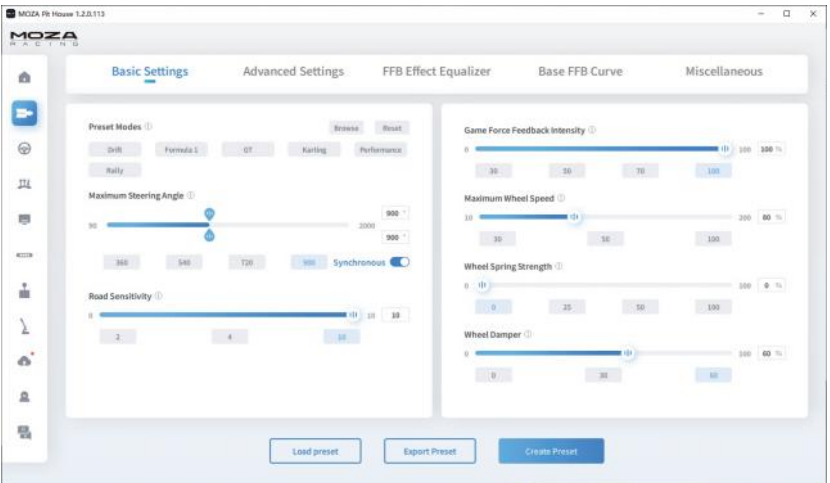 MOZA Pit House 1.2.0.113
MOZA
RACING
Basic Settings
Advanced Settings
FFB Effect Equalizer
Base FFB Curve
Miscellaneous
Preset Modes
Browse
Reset
Drift
Formula 1
GT
Karting
Performance
Rally
Maximum Steering Angle
900 °
90
2000
900 °
360
540
720
900
Synchronous
Road Sensitivity
0
10
10
2
4
10
Game Force Feedback Intensity
0
100
100 %
30
50
70
100
Maximum Wheel Speed
10
200
80 %
30
50
100
Wheel Spring Strength
0
100
0 %
0
25
50
100
Wheel Damper
0
100
60 %
0
30
60
Load preset
Export Preset
Create Preset